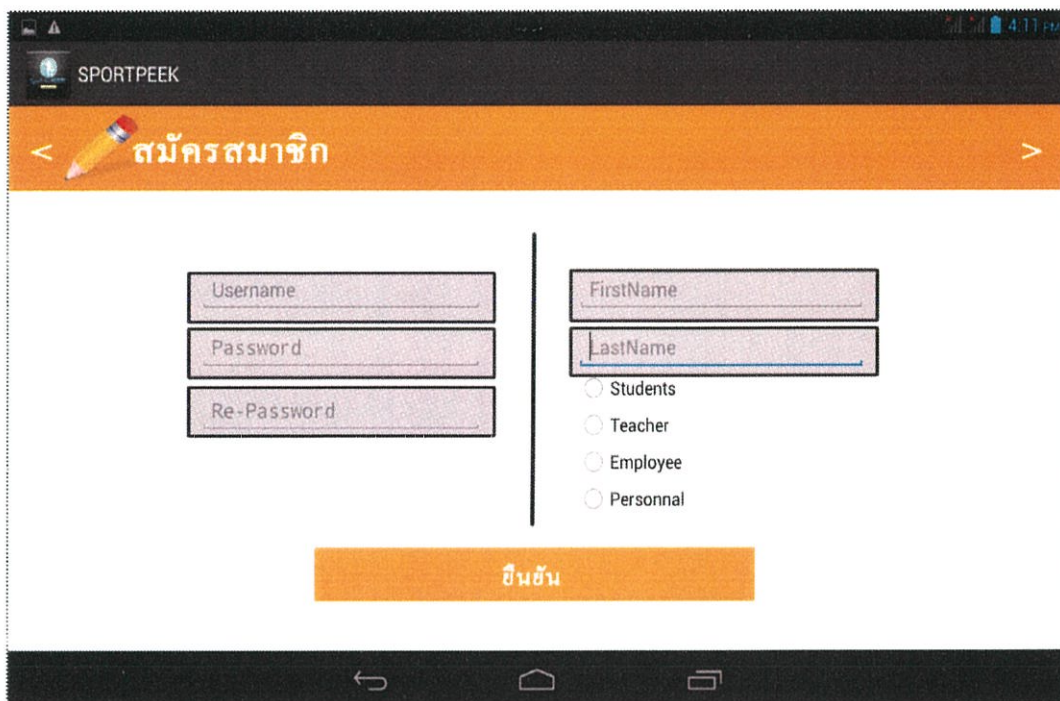 4.11 PM
SPORTPEEK
< สมัครสมาชิก >
Username
Password
Re-Password
FirstName
LastName
Students
Teacher
Employee
Personnal
ยืนยัน